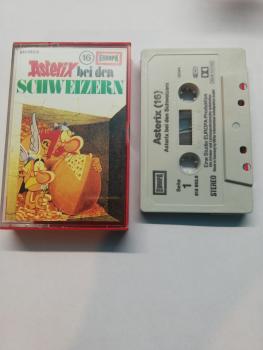 16
EUROPA
Asterix bei den
SCHWEIZERN
EUROPA
Seite
1
Asterix (16)
Asterix bei den Schweizern
Eine Studio EUROPA-Produktion
STEREO